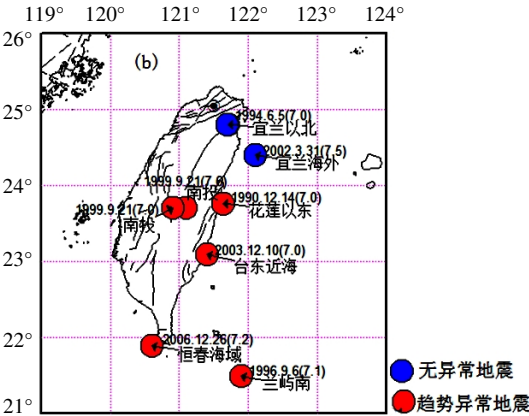 119° 120° 121° 122° 123° 124°
26°
(b)
25°
1994.6.5(7.0)
宜兰以北
2002.3.31(7.5)
宜兰海外
24°
1999.9.21(7.6)
南投
1990.12.14(7.0)
花莲以东
1999.9.21(7.0)
南投
2003.12.10(7.0)
23°
台东近海
22°
2006.12.26(7.2)
恒春海域
1996.9.6(7.1)
兰屿南
无异常地震
21°
趋势异常地震